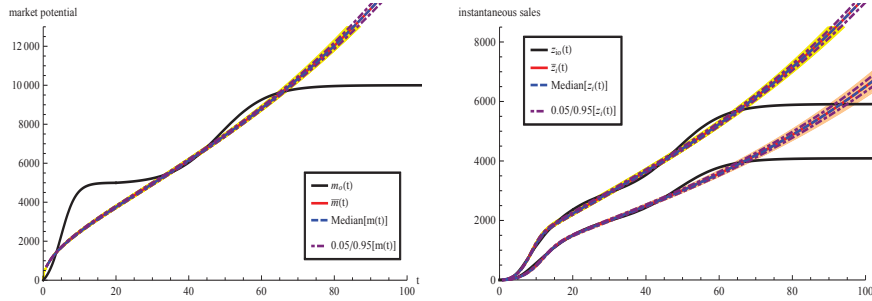 market potential
12 000
10 000
8000
6000
4000
2000
0
0 20 40 60 80 100
t
m_o(t)
m̅(t)
Median[m(t)]
0.05/0.95[m(t)]
instantaneous sales
8000
6000
4000
2000
0
0 20 40 60 80 100
z_io(t)
z̅_i(t)
Median[z_i(t)]
0.05/0.95[z_i(t)]